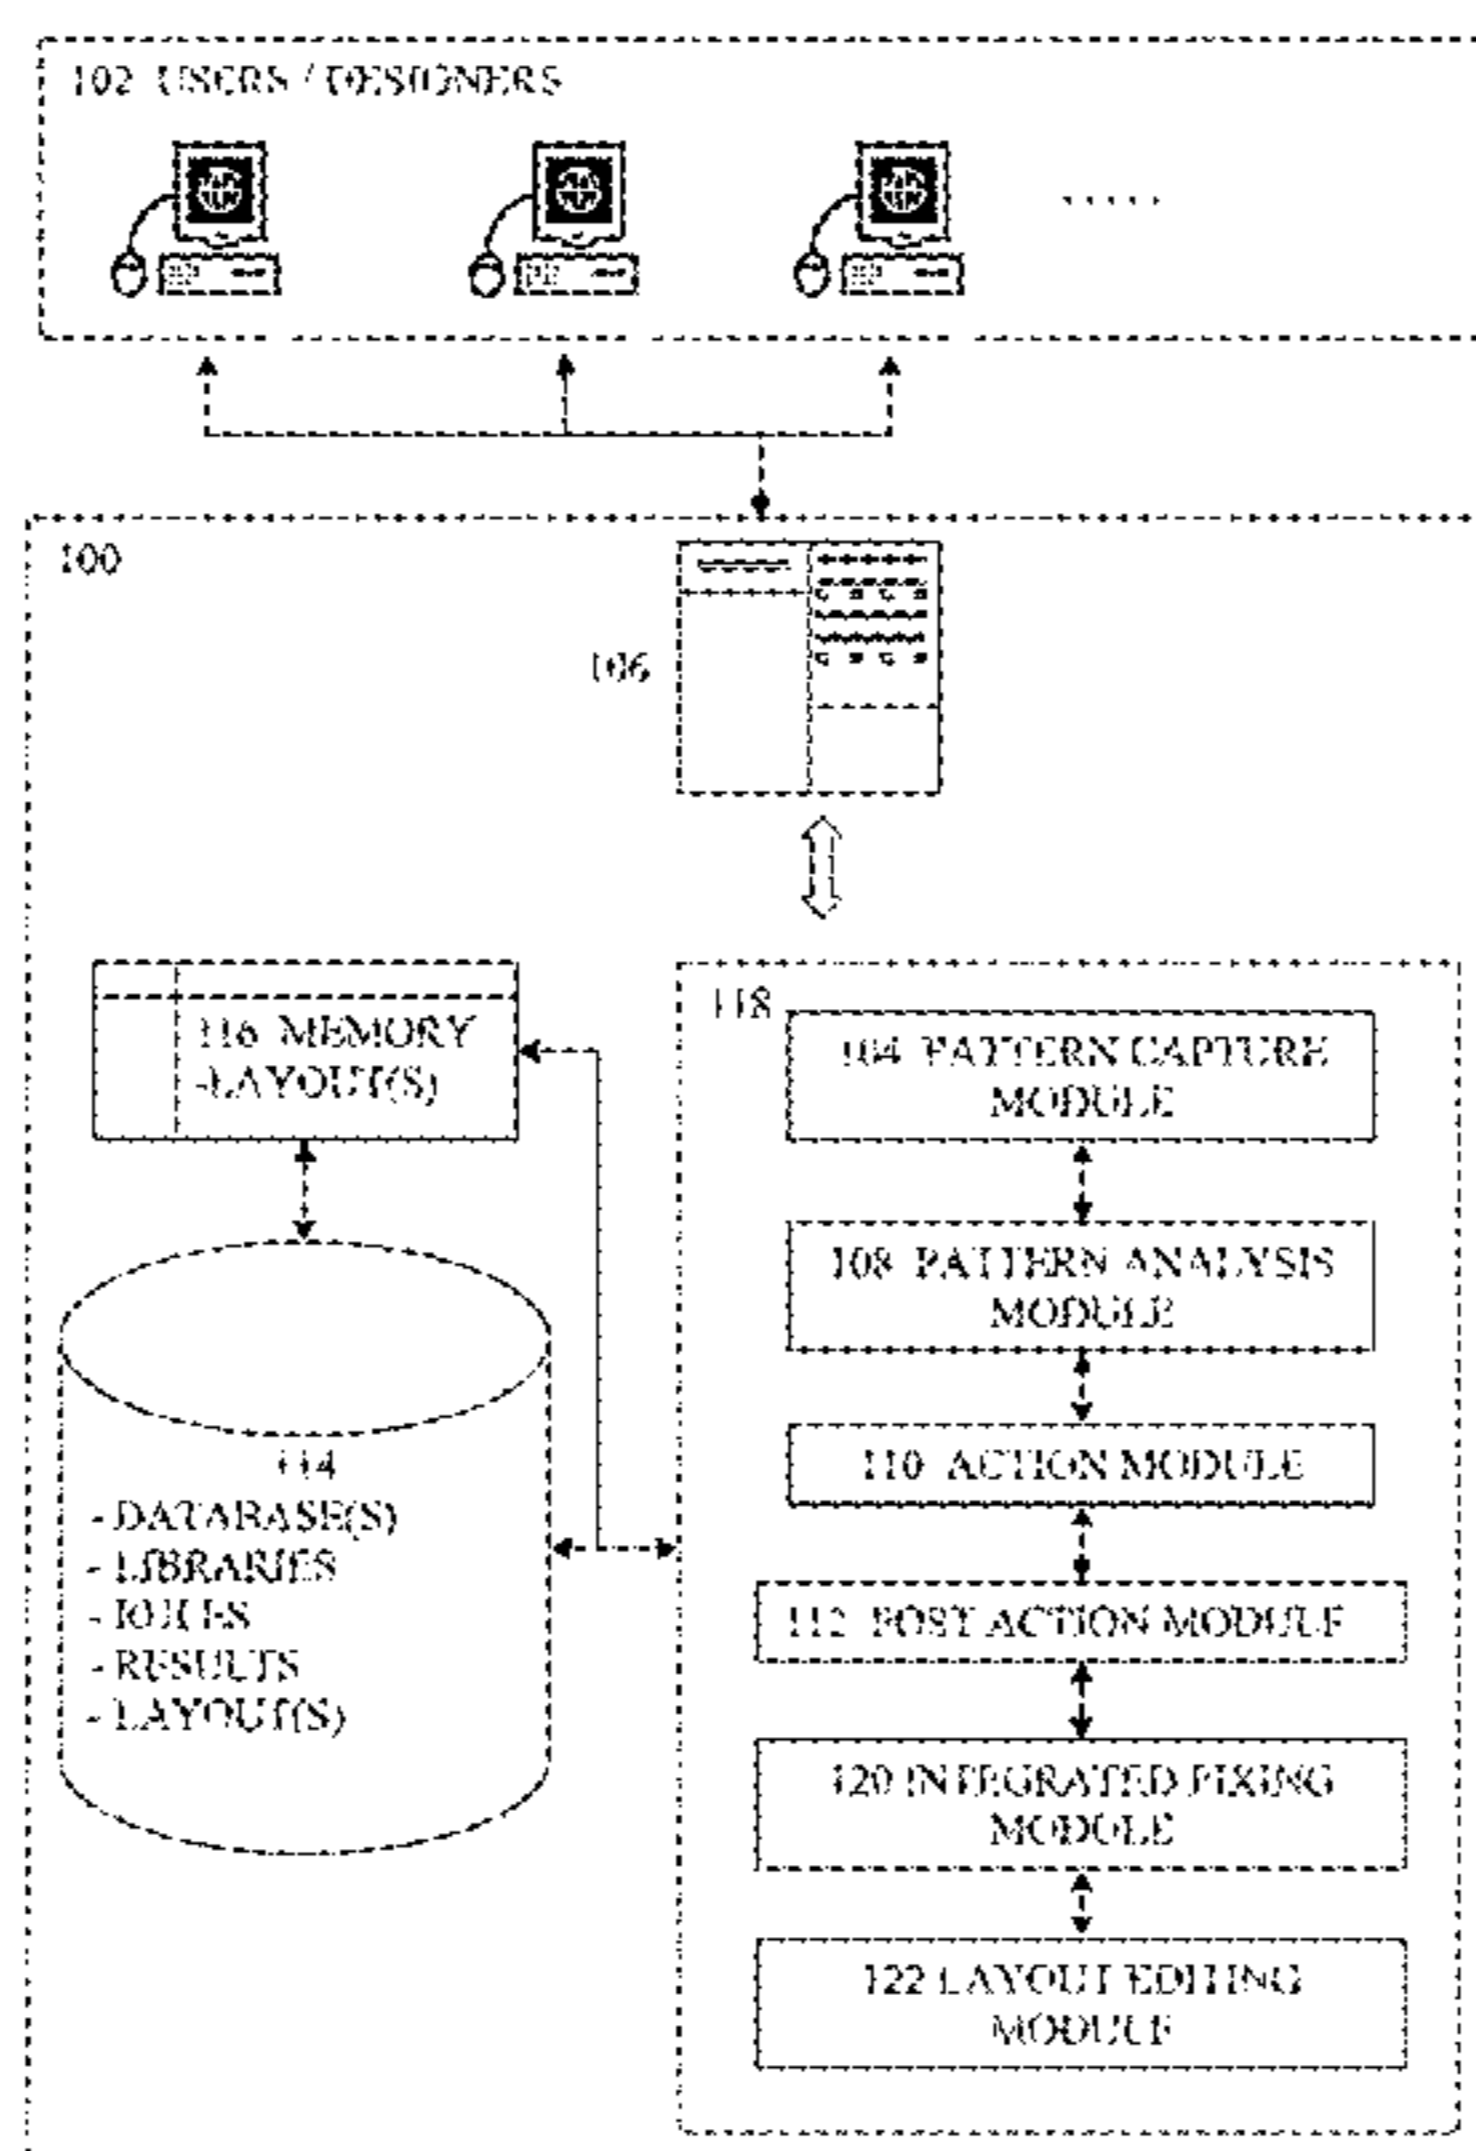 102 USERS / DESIGNERS
100
106
116 MEMORY
-LAYOUT(S)
118
104 PATTERN CAPTURE
MODULE
108 PATTERN ANALYSIS
MODULE
110 ACTION MODULE
112 POST ACTION MODULE
120 INTEGRATED FIXING
MODULE
122 LAYOUT EDITING
MODULE
114
- DATABASE(S)
- LIBRARIES
- RESULTS
- LAYOUT(S)